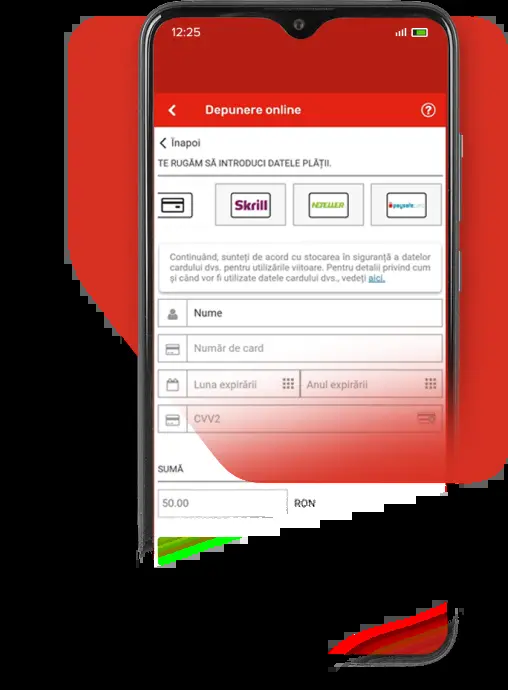 12:25
Depunere online
Înapoi
TE RUGĂM SĂ INTRODUCI DATELE PLĂȚII.
Skrill
NETELLER
paysafecard
Continuând, sunteți de acord cu stocarea în siguranță a datelor
cardului dvs. pentru utilizările viitoare. Pentru detalii privind cum
și când vor fi utilizate datele cardului dvs., vedeți aici.
Nume
Număr de card
Luna expirării
Anul expirării
CVV2
SUMĂ
50.00 RON